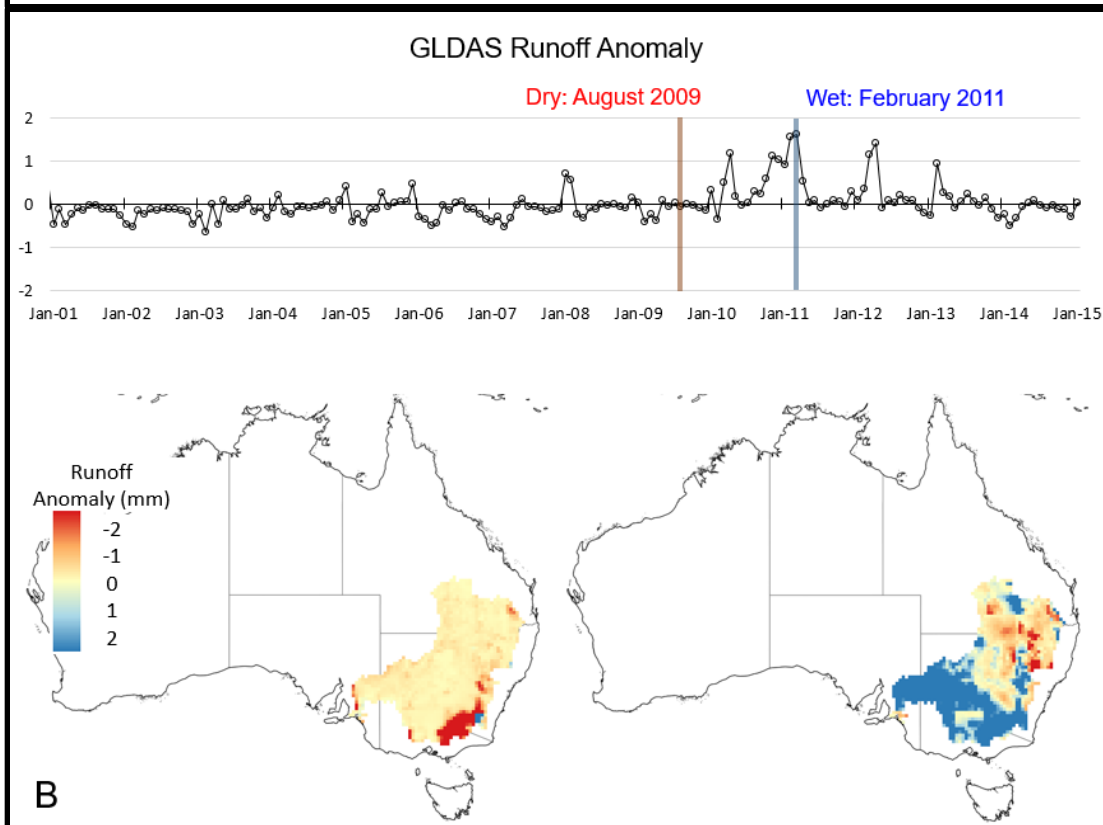 GLDAS Runoff Anomaly
Dry: August 2009 Wet: February 2011
2
1
0
-1
-2
Jan-01 Jan-02 Jan-03 Jan-04 Jan-05 Jan-06 Jan-07 Jan-08 Jan-09 Jan-10 Jan-11 Jan-12 Jan-13 Jan-14 Jan-15
Runoff
Anomaly (mm)
-2
-1
0
1
2
B